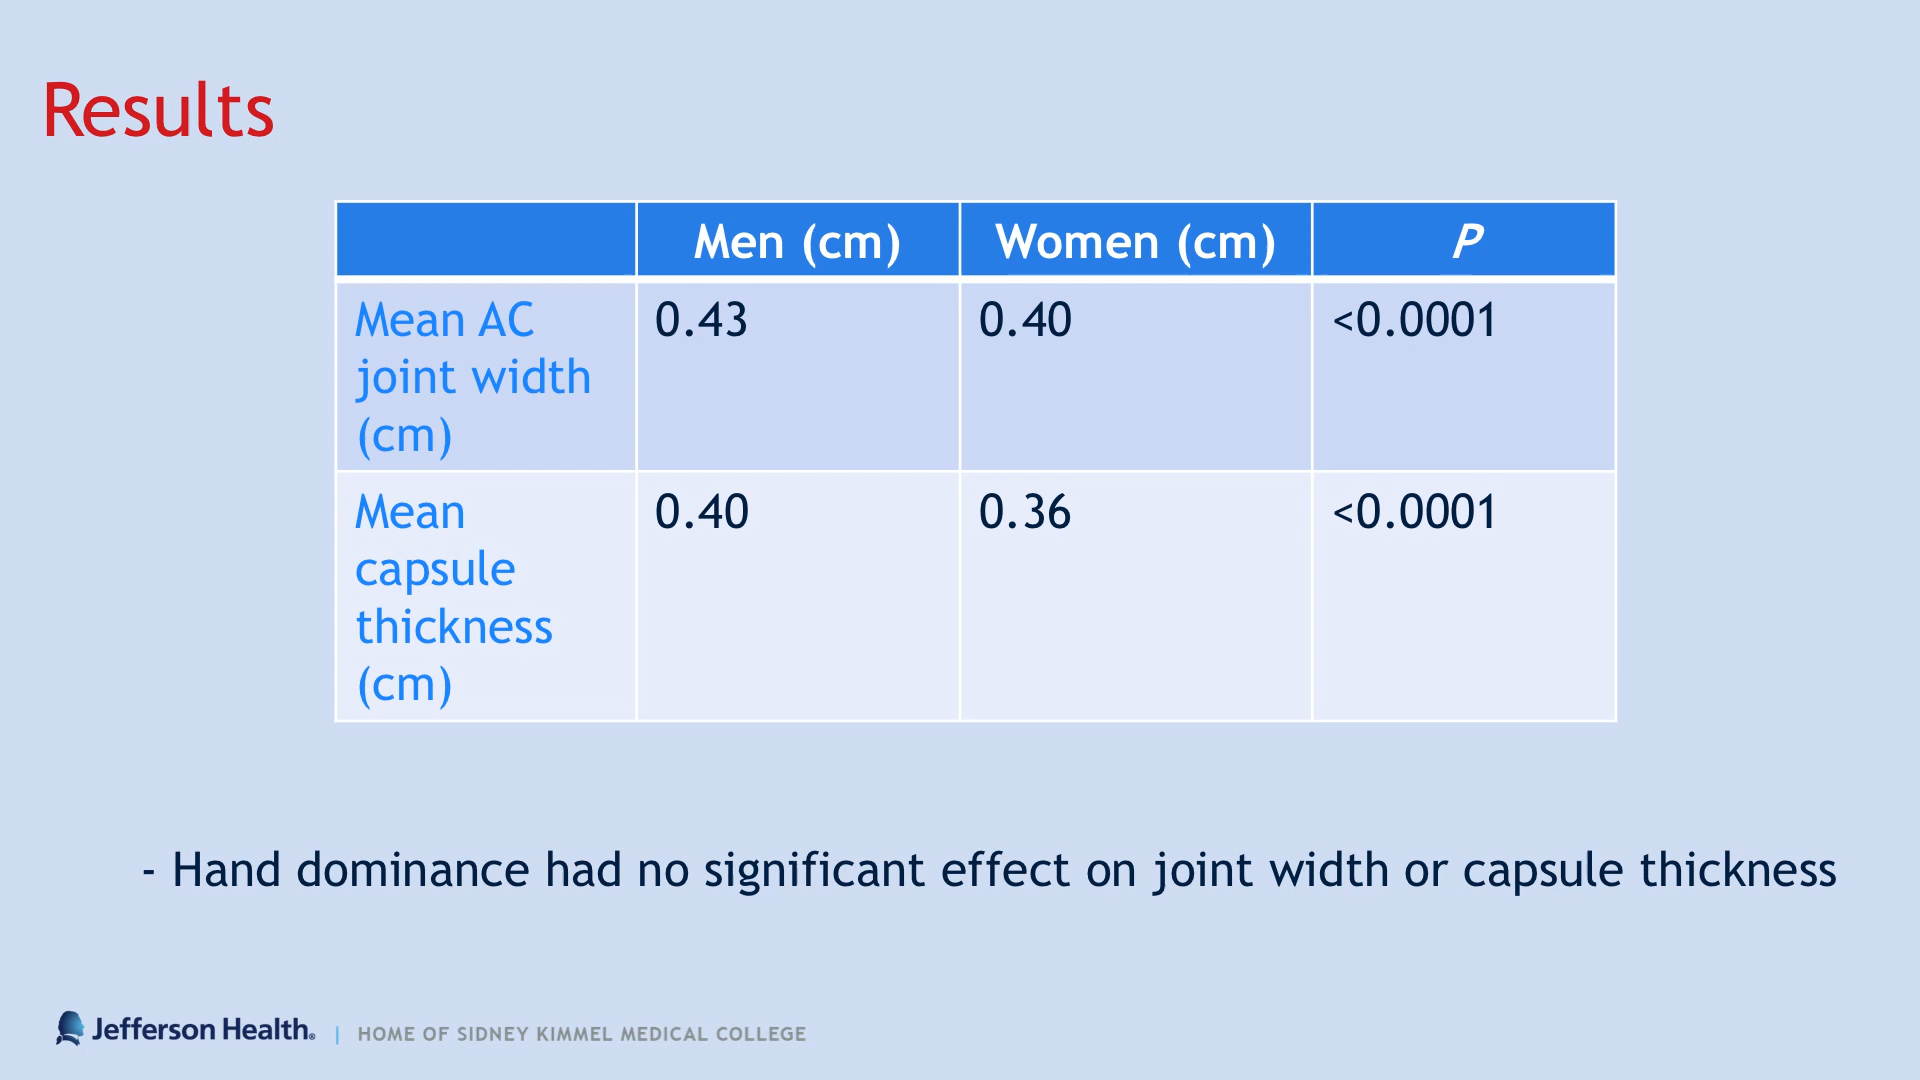 Results
Men (cm) Women (cm) P
Mean AC 0.43 0.40 <0.0001
joint width
(cm)
Mean 0.40 0.36 <0.0001
capsule
thickness
(cm)
- Hand dominance had no significant effect on joint width or capsule thickness
Jefferson Health® | HOME OF SIDNEY KIMMEL MEDICAL COLLEGE